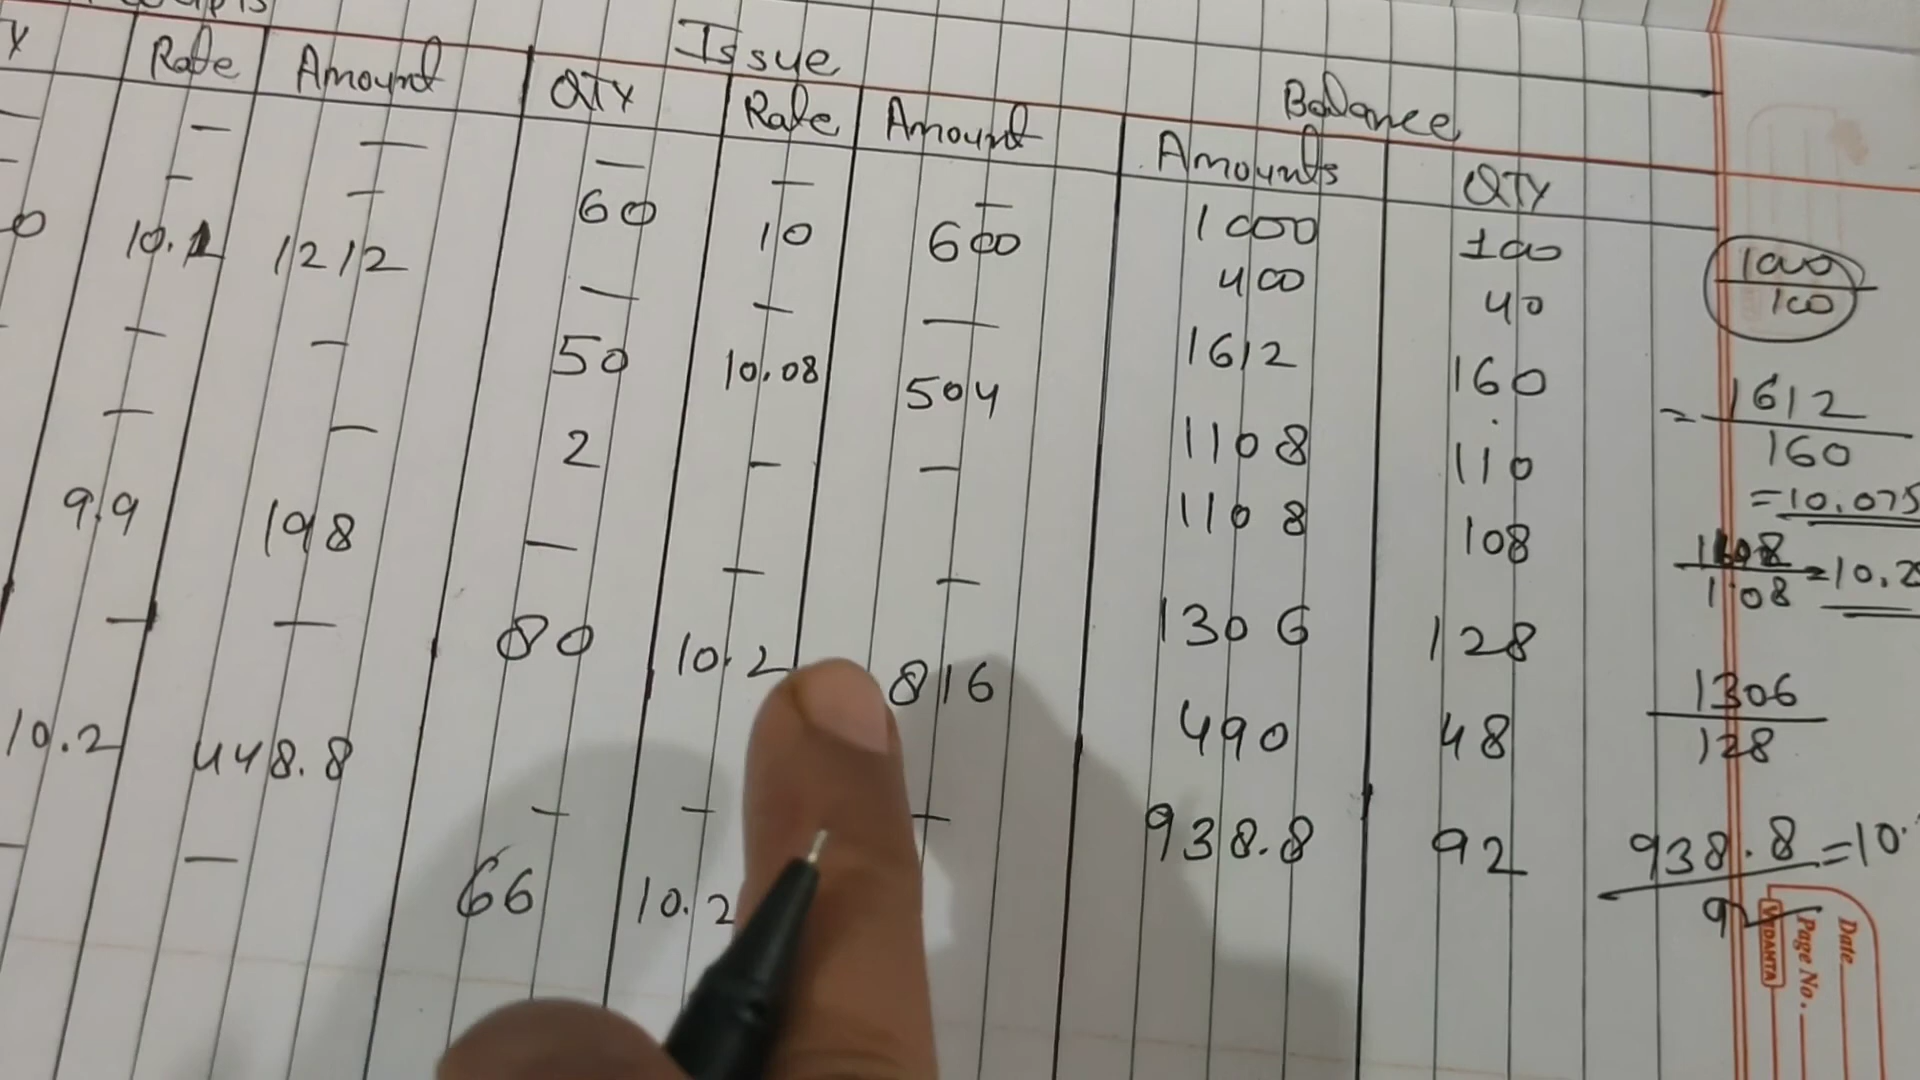 Issue
Balance
Rate Amount QTY Rate Amount Amounts QTY
— — — — — 1000 100
— — 60 10 600 400 40
10.1 1212 — — — 1612 160
— — 50 10.08 504 1108 110
— — 2 — — 1108 108
9.9 198 — — — 1306 128
— — 80 10.2 816 490 48
10.2 448.8 — — — 938.8 92
— — 66 10.2
1000
100
= 1612
160
= 10.075
1108
108
= 10.2
1306
128
938.8
= 10.
Date
Page No.
VIDAMTA